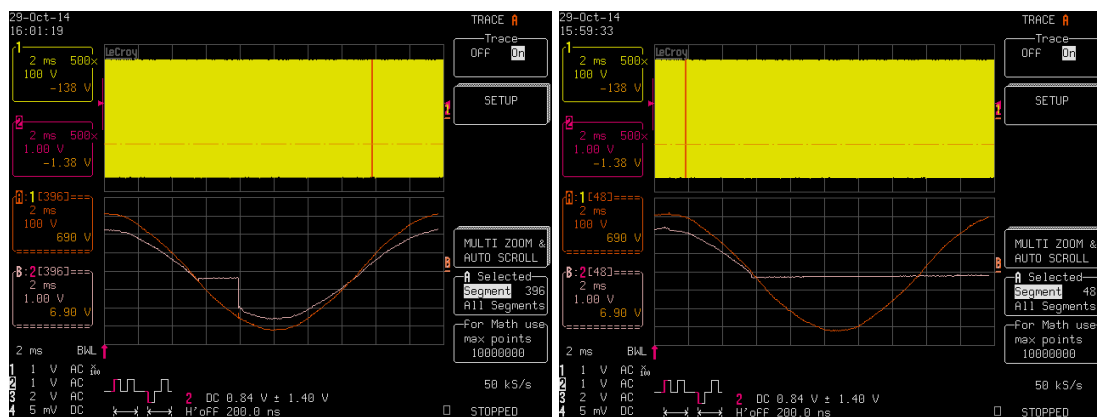 29-Oct-14
16:01:19
1
2 ms 500×
100 V
-138 V
2
2 ms 500×
1.00 V
-1.38 V
A:1[396]===
2 ms
100 V
690 V
B:2[396]===
2 ms
1.00 V
6.90 V
2 ms BWL
1 1 V AC ×100
2 1 V AC
3 2 V AC
4 5 mV DC
LeCroy
1
B
2 DC 0.84 V ± 1.40 V
H'oFF 200.0 ns
TRACE A
Trace
OFF On
SETUP
MULTI ZOOM &
AUTO SCROLL
A Selected
Segment 396
All Segments
For Math use
max points
10000000
50 kS/s
STOPPED
29-Oct-14
15:59:33
1
2 ms 500×
100 V
-138 V
2
2 ms 500×
1.00 V
-1.38 V
A:1[48]====
2 ms
100 V
690 V
B:2[48]====
2 ms
1.00 V
6.90 V
2 ms BWL
1 1 V AC ×100
2 1 V AC
3 2 V AC
4 5 mV DC
LeCroy
1
B
2 DC 0.84 V ± 1.40 V
H'oFF 200.0 ns
TRACE A
Trace
OFF On
SETUP
MULTI ZOOM &
AUTO SCROLL
A Selected
Segment 48
All Segments
For Math use
max points
10000000
50 kS/s
STOPPED